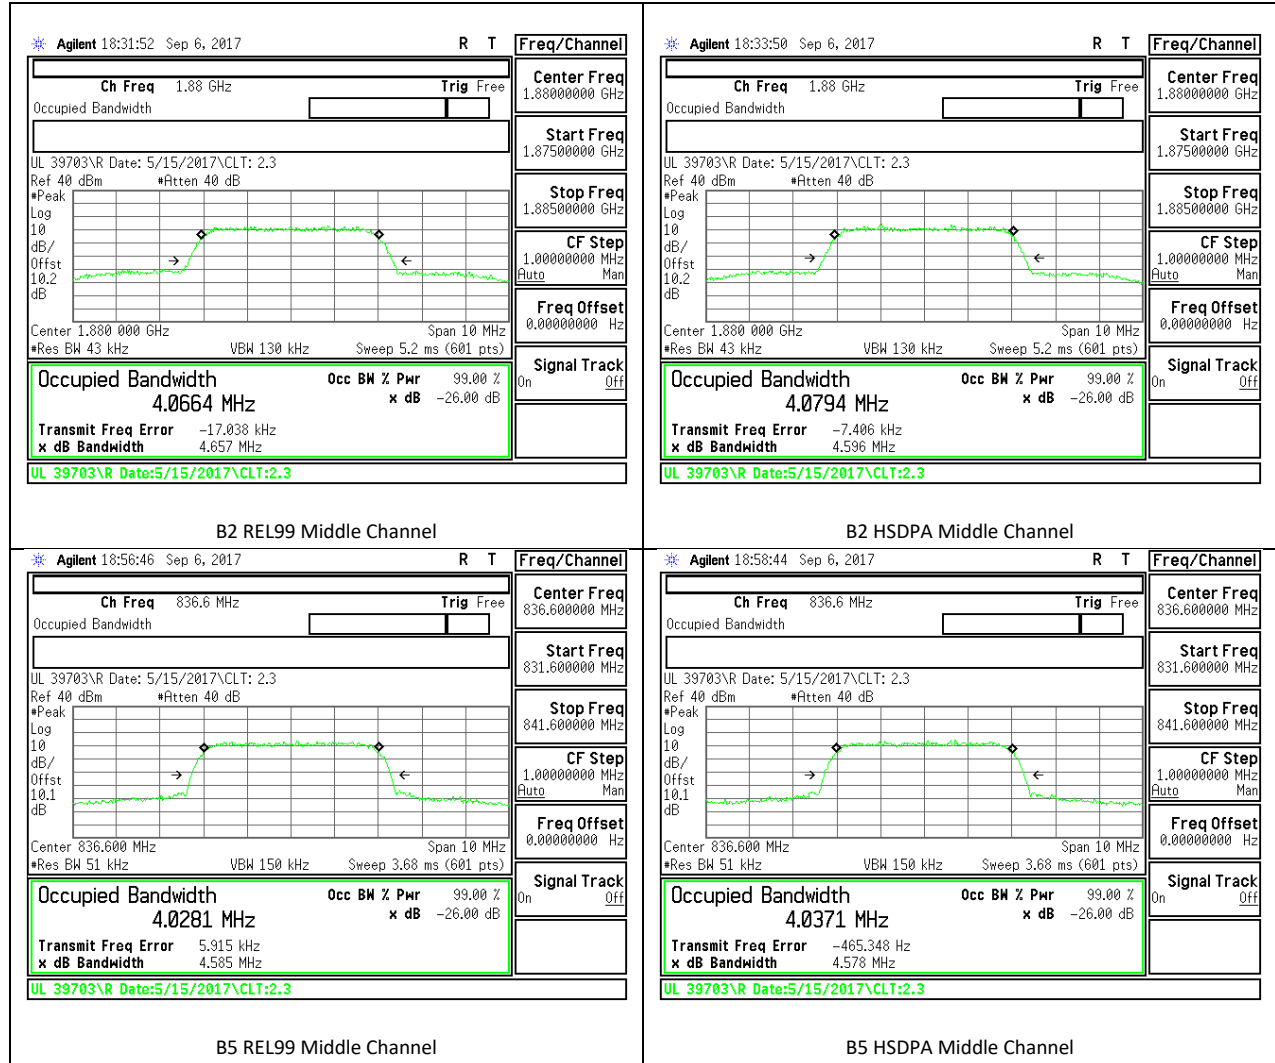 Agilent 18:31:52 Sep 6, 2017 R T Freq/Channel
Ch Freq 1.88 GHz Trig Free
Occupied Bandwidth
Center Freq
1.88000000 GHz
Start Freq
1.87500000 GHz
UL 39703\R Date: 5/15/2017\CLT: 2.3
Ref 40 dBm #Atten 40 dB
#Peak
Log
10
dB/
Offst
10.2
dB
Stop Freq
1.88500000 GHz
CF Step
1.00000000 MHz
Auto Man
Freq Offset
0.00000000 Hz
Center 1.880 000 GHz Span 10 MHz
#Res BW 43 kHz VBW 130 kHz Sweep 5.2 ms (601 pts)
Signal Track
On Off
Occupied Bandwidth Occ BW % Pwr 99.00 %
4.0664 MHz x dB -26.00 dB
Transmit Freq Error -17.038 kHz
x dB Bandwidth 4.657 MHz
UL 39703\R Date:5/15/2017\CLT:2.3
B2 REL99 Middle Channel
Agilent 18:33:50 Sep 6, 2017 R T Freq/Channel
Ch Freq 1.88 GHz Trig Free
Occupied Bandwidth
Center Freq
1.88000000 GHz
Start Freq
1.87500000 GHz
UL 39703\R Date: 5/15/2017\CLT: 2.3
Ref 40 dBm #Atten 40 dB
#Peak
Log
10
dB/
Offst
10.2
dB
Stop Freq
1.88500000 GHz
CF Step
1.00000000 MHz
Auto Man
Freq Offset
0.00000000 Hz
Center 1.880 000 GHz Span 10 MHz
#Res BW 43 kHz VBW 130 kHz Sweep 5.2 ms (601 pts)
Signal Track
On Off
Occupied Bandwidth Occ BW % Pwr 99.00 %
4.0794 MHz x dB -26.00 dB
Transmit Freq Error -7.406 kHz
x dB Bandwidth 4.596 MHz
UL 39703\R Date:5/15/2017\CLT:2.3
B2 HSDPA Middle Channel
Agilent 18:56:46 Sep 6, 2017 R T Freq/Channel
Ch Freq 836.6 MHz Trig Free
Occupied Bandwidth
Center Freq
836.600000 MHz
Start Freq
831.600000 MHz
UL 39703\R Date: 5/15/2017\CLT: 2.3
Ref 40 dBm #Atten 40 dB
#Peak
Log
10
dB/
Offst
10.1
dB
Stop Freq
841.600000 MHz
CF Step
1.00000000 MHz
Auto Man
Freq Offset
0.00000000 Hz
Center 836.600 MHz Span 10 MHz
#Res BW 51 kHz VBW 150 kHz Sweep 3.68 ms (601 pts)
Signal Track
On Off
Occupied Bandwidth Occ BW % Pwr 99.00 %
4.0281 MHz x dB -26.00 dB
Transmit Freq Error 5.915 kHz
x dB Bandwidth 4.585 MHz
UL 39703\R Date:5/15/2017\CLT:2.3
B5 REL99 Middle Channel
Agilent 18:58:44 Sep 6, 2017 R T Freq/Channel
Ch Freq 836.6 MHz Trig Free
Occupied Bandwidth
Center Freq
836.600000 MHz
Start Freq
831.600000 MHz
UL 39703\R Date: 5/15/2017\CLT: 2.3
Ref 40 dBm #Atten 40 dB
#Peak
Log
10
dB/
Offst
10.1
dB
Stop Freq
841.600000 MHz
CF Step
1.00000000 MHz
Auto Man
Freq Offset
0.00000000 Hz
Center 836.600 MHz Span 10 MHz
#Res BW 51 kHz VBW 150 kHz Sweep 3.68 ms (601 pts)
Signal Track
On Off
Occupied Bandwidth Occ BW % Pwr 99.00 %
4.0371 MHz x dB -26.00 dB
Transmit Freq Error -465.348 Hz
x dB Bandwidth 4.578 MHz
UL 39703\R Date:5/15/2017\CLT:2.3
B5 HSDPA Middle Channel